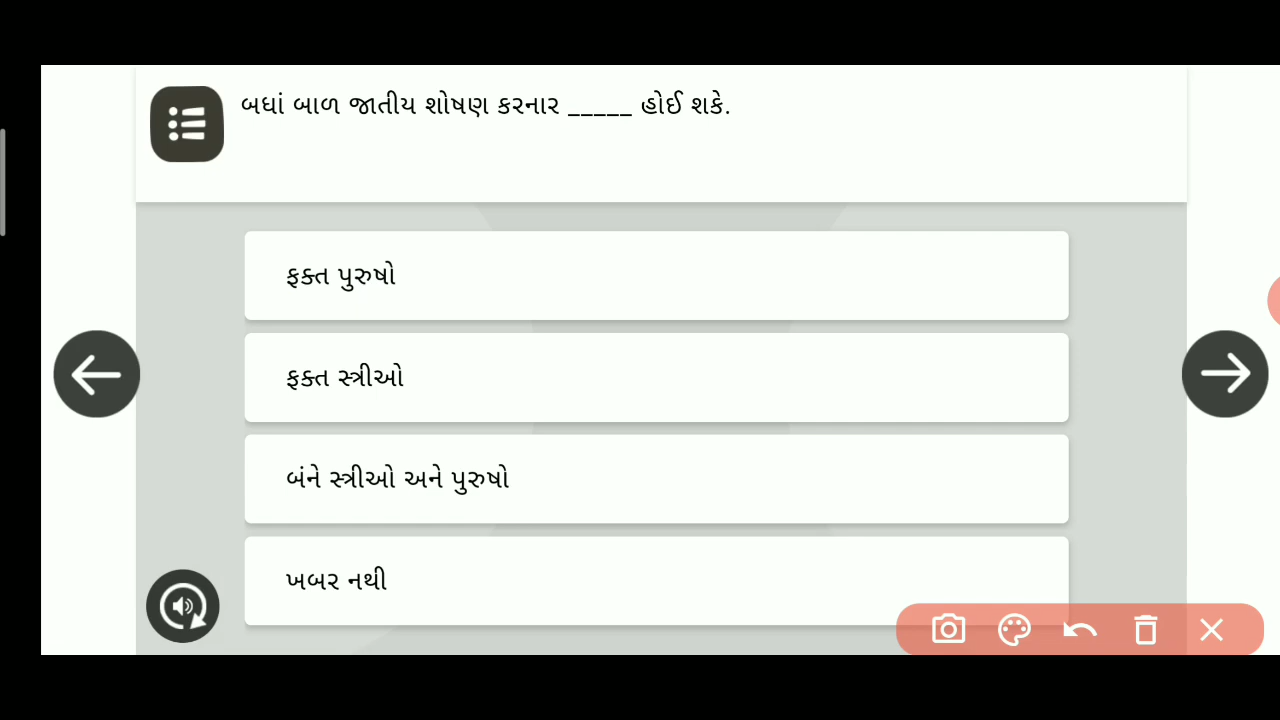 બધાં બાળ જાતીય શોષણ કરનાર _____ હોઈ શકે.
ફક્ત પુરુષો
ફક્ત સ્ત્રીઓ
બંને સ્ત્રીઓ અને પુરુષો
ખબર નથી